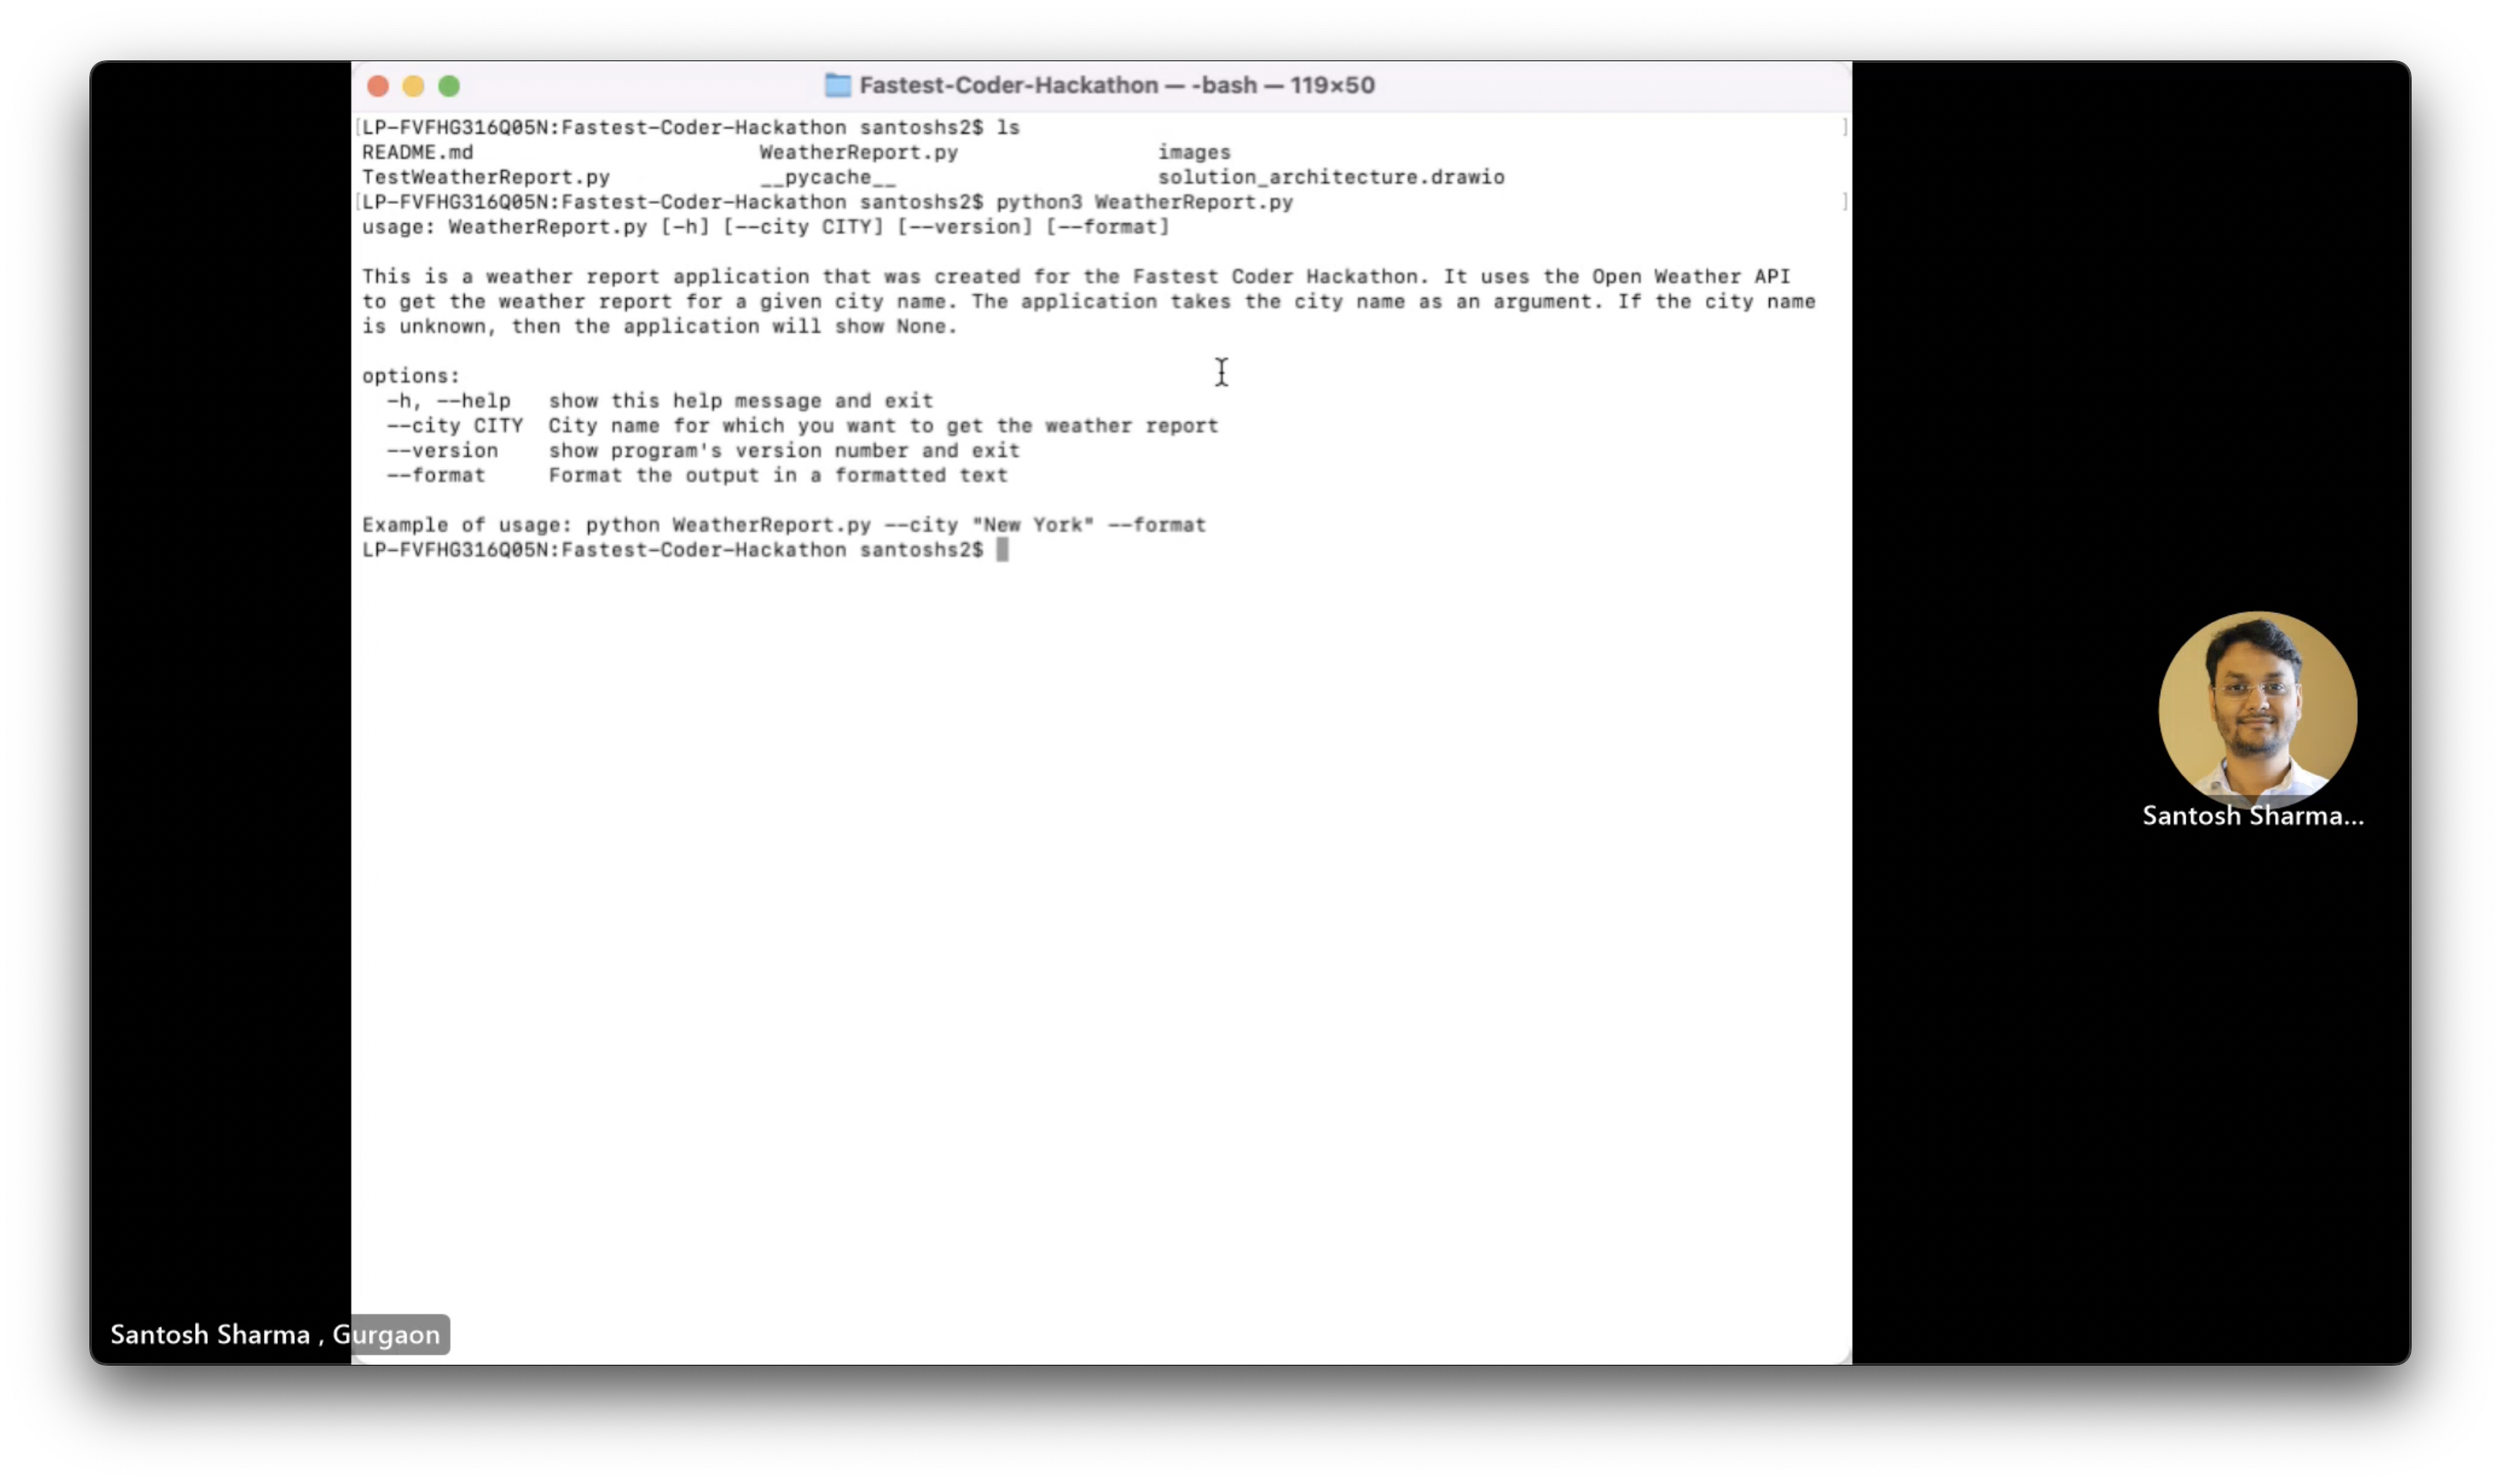 Fastest-Coder-Hackathon — -bash — 119×50
[LP-FVFHG316Q05N:Fastest-Coder-Hackathon santoshs2$ ls ]
README.md WeatherReport.py images
TestWeatherReport.py __pycache__ solution_architecture.drawio
[LP-FVFHG316Q05N:Fastest-Coder-Hackathon santoshs2$ python3 WeatherReport.py ]
usage: WeatherReport.py [-h] [--city CITY] [--version] [--format]
This is a weather report application that was created for the Fastest Coder Hackathon. It uses the Open Weather API
to get the weather report for a given city name. The application takes the city name as an argument. If the city name
is unknown, then the application will show None.
options:
-h, --help show this help message and exit
--city CITY City name for which you want to get the weather report
--version show program's version number and exit
--format Format the output in a formatted text
Example of usage: python WeatherReport.py --city "New York" --format
LP-FVFHG316Q05N:Fastest-Coder-Hackathon santoshs2$
Santosh Sharma...
Santosh Sharma , Gurgaon